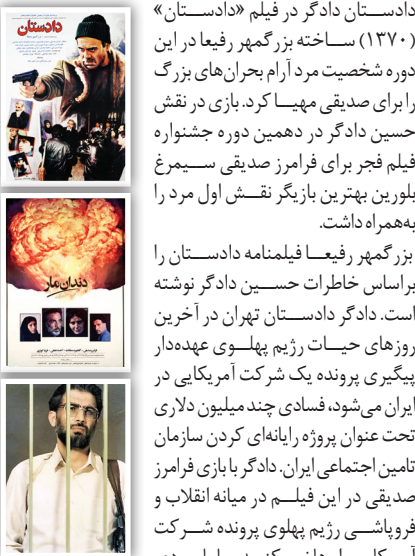 دادستان دادگر در فیلم «دادستان»
(۱۳۷۰) ساخته بزرگمهر رفیعا در این
دوره شخصیت مرد آرام بحران‌های بزرگ
را برای صدیقی مهیا کرد. بازی در نقش
حسین دادگر در دهمین دوره جشنواره
فیلم فجر برای فرامرز صدیقی سیمرغ
بلورین بهترین بازیگر نقش اول مرد را
به‌همراه داشت.
بزرگمهر رفیعا فیلمنامه دادستان را
براساس خاطرات حسین دادگر نوشته
است. دادگر دادستان تهران در آخرین
روزهای حیات رژیم پهلوی عهده‌دار
پیگیری پرونده یک شرکت آمریکایی در
ایران می‌شود، فسادی چند میلیون دلاری
تحت عنوان پروژه رایانه‌ای کردن سازمان
تامین اجتماعی ایران. دادگر با بازی فرامرز
صدیقی در این فیلم در میانه انقلاب و
فروپاشی رژیم پهلوی پرونده شرکت
دادستان
دندان مار